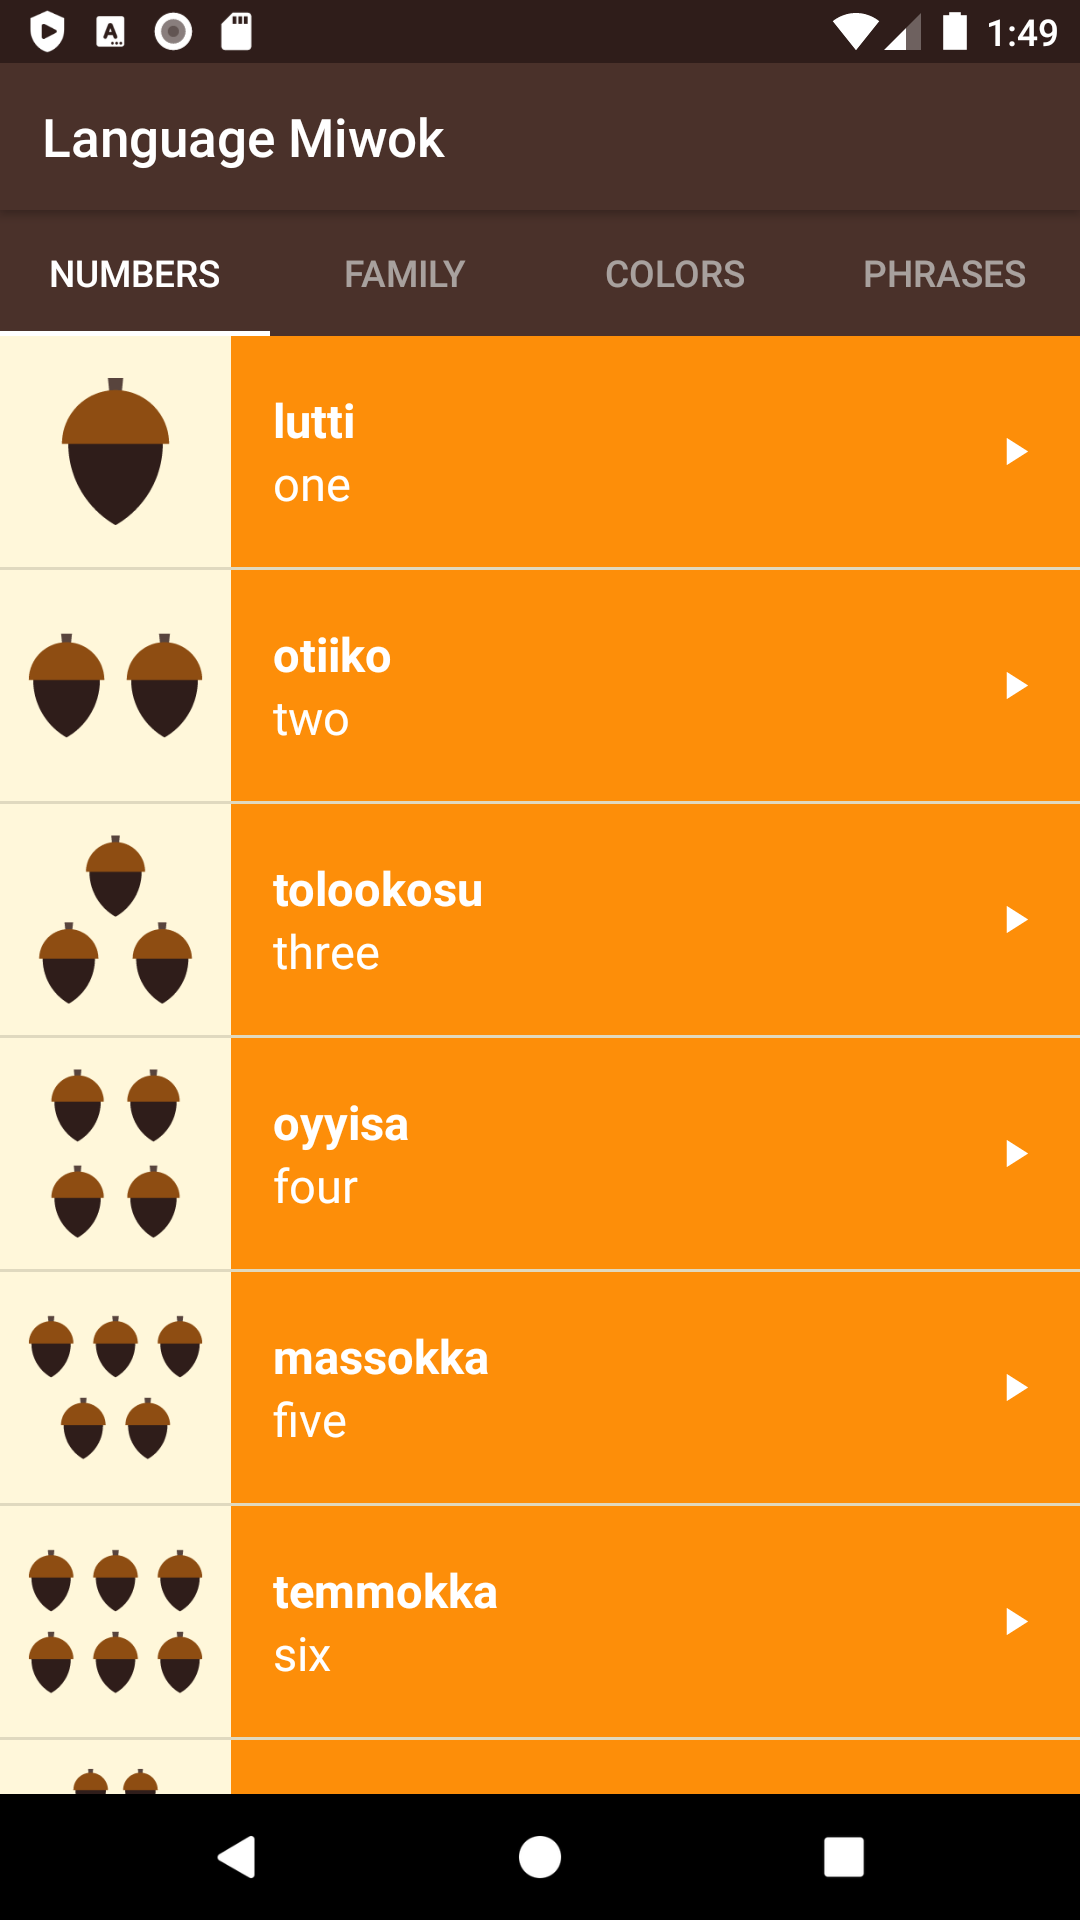 1:49
Language Miwok
NUMBERS FAMILY COLORS PHRASES
lutti
one
otiiko
two
tolookosu
three
oyyisa
four
massokka
five
temmokka
six